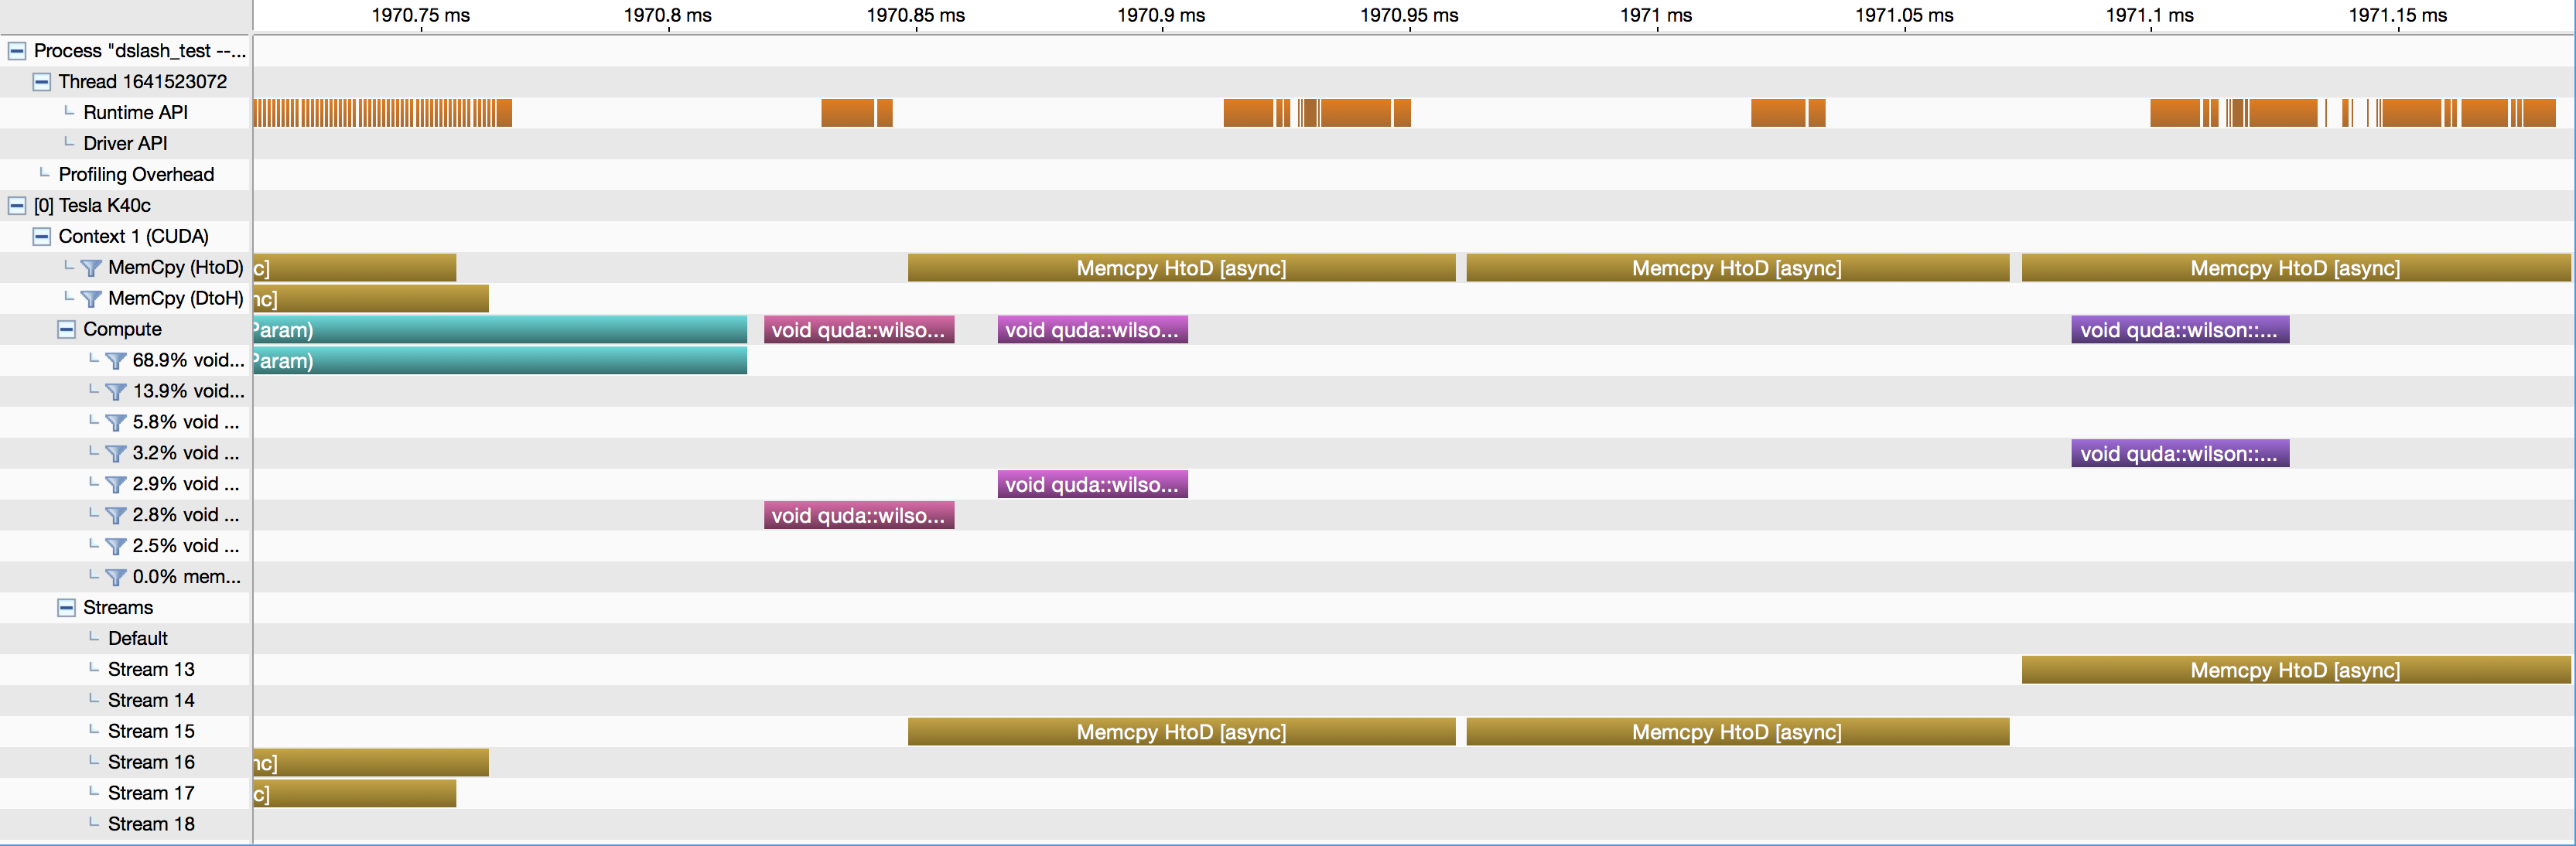 1970.75 ms 1970.8 ms 1970.85 ms 1970.9 ms 1970.95 ms 1971 ms 1971.05 ms 1971.1 ms 1971.15 ms
Process "dslash_test --...
Thread 1641523072
Runtime API
Driver API
Profiling Overhead
[0] Tesla K40c
Context 1 (CUDA)
MemCpy (HtoD) c] Memcpy HtoD [async] Memcpy HtoD [async] Memcpy HtoD [async]
MemCpy (DtoH) nc]
Compute Param) void quda::wilso... void quda::wilso... void quda::wilson::...
68.9% void... Param)
13.9% void...
5.8% void ...
3.2% void ... void quda::wilson::...
2.9% void ... void quda::wilso...
2.8% void ... void quda::wilso...
2.5% void ...
0.0% mem...
Streams
Default
Stream 13 Memcpy HtoD [async]
Stream 14
Stream 15 Memcpy HtoD [async] Memcpy HtoD [async]
Stream 16 nc]
Stream 17 c]
Stream 18